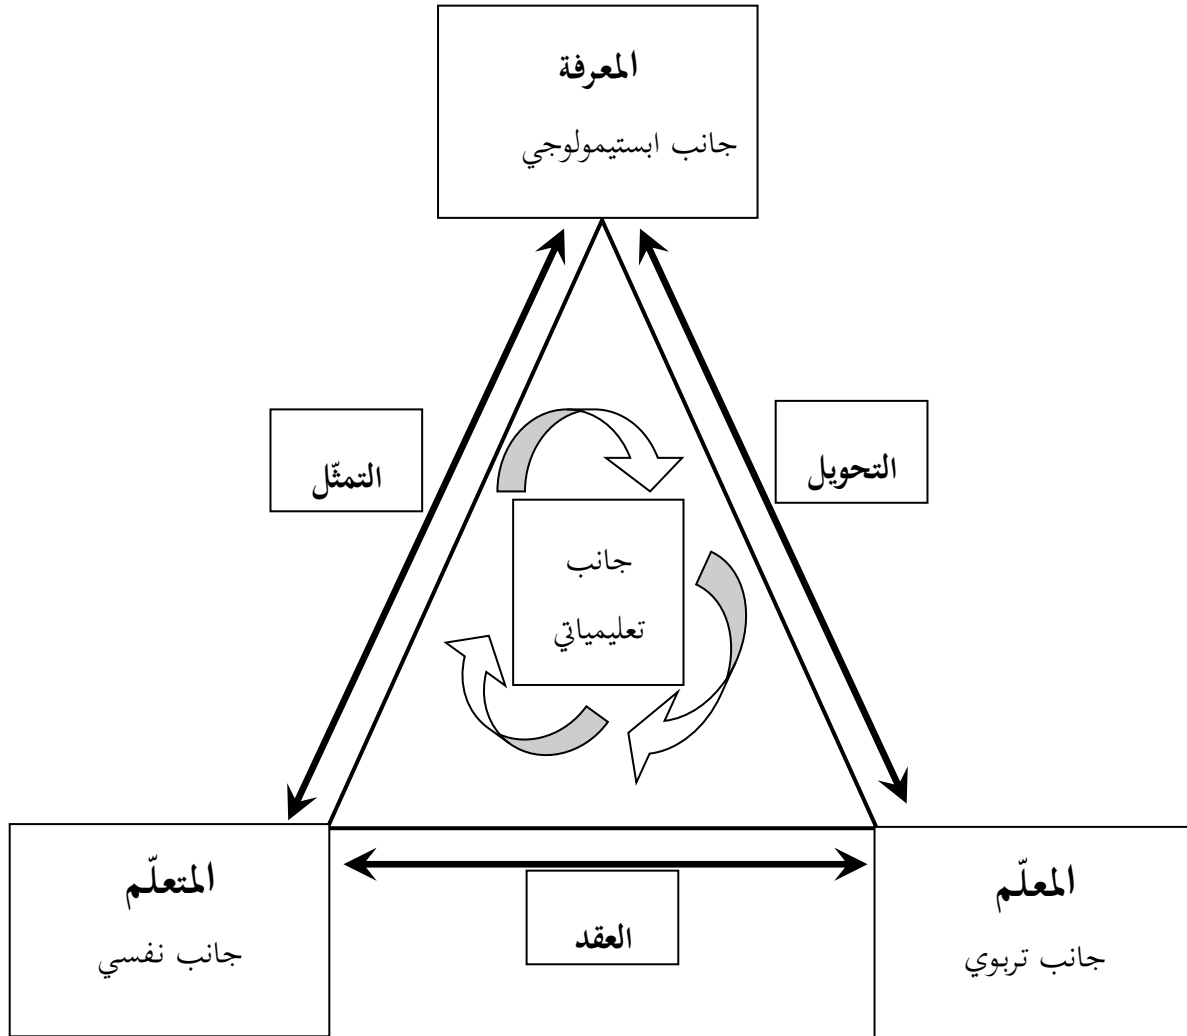 المعرفة
جانب ابستيمولوجي
التحويل
التمثّل
جانب
تعليمياتي
المعلّم
جانب تربوي
المتعلّم
جانب نفسي
العقد